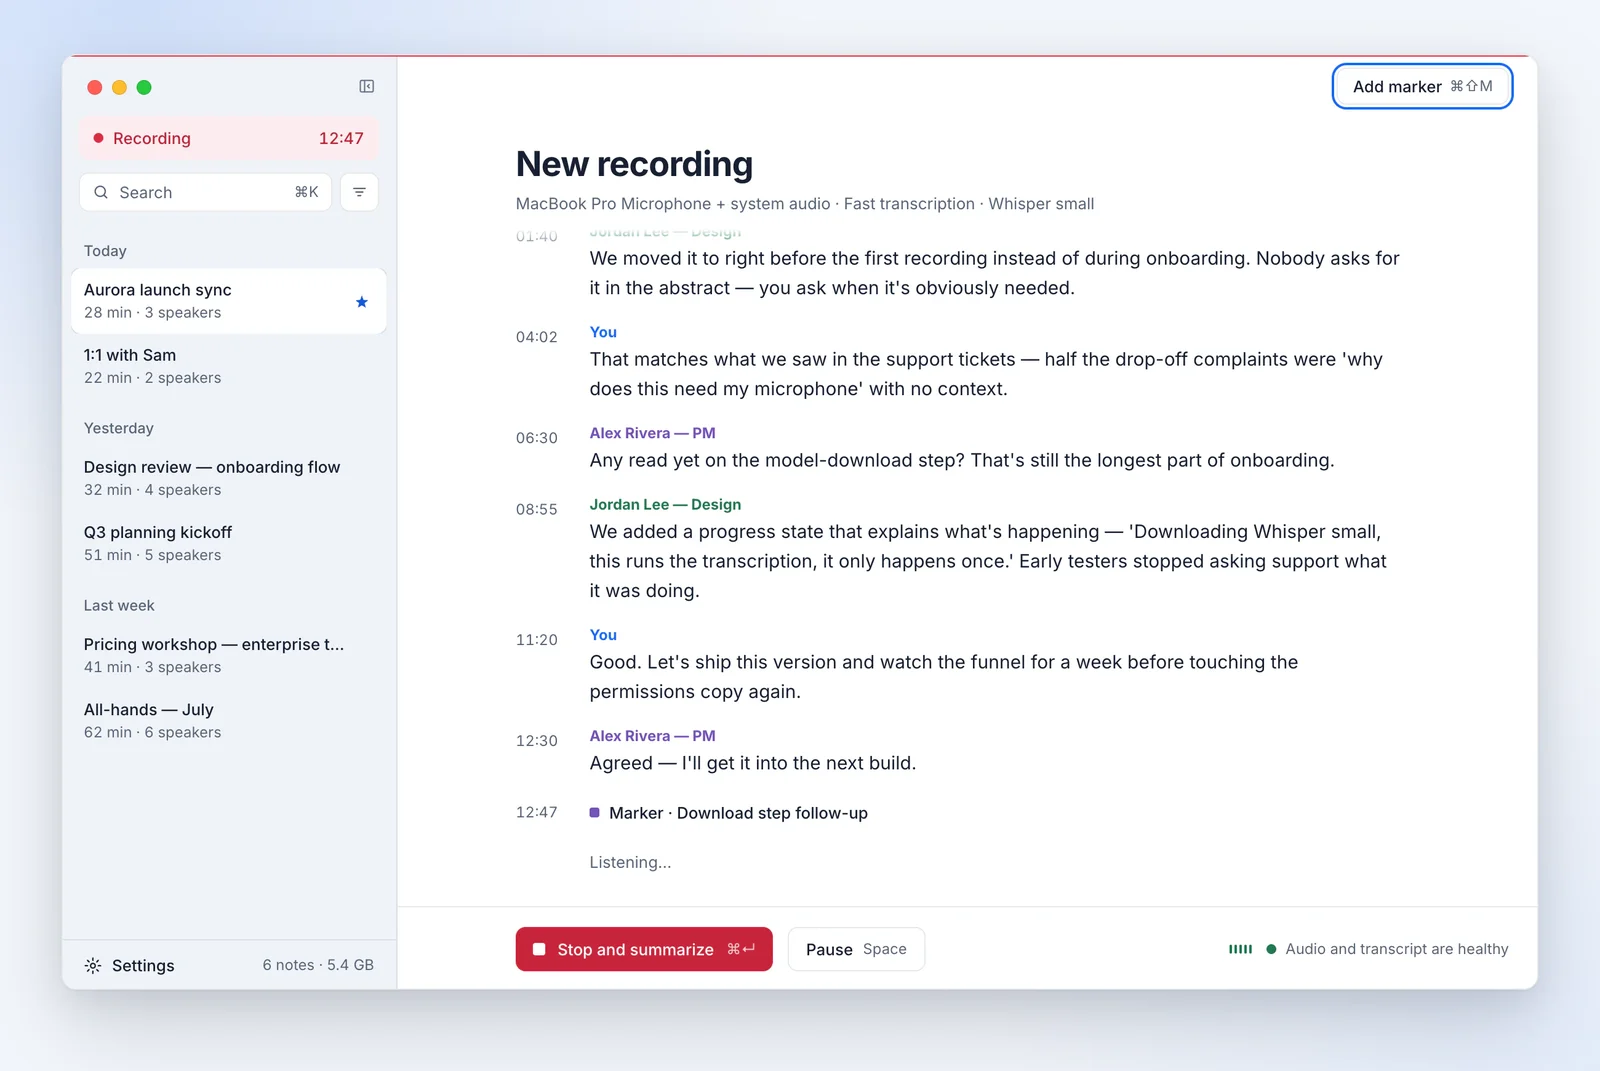 Recording 12:47
Search ⌘K
Today
Aurora launch sync
28 min · 3 speakers
1:1 with Sam
22 min · 2 speakers
Yesterday
Design review — onboarding flow
32 min · 4 speakers
Q3 planning kickoff
51 min · 5 speakers
Last week
Pricing workshop — enterprise t...
41 min · 3 speakers
All-hands — July
62 min · 6 speakers
Settings 6 notes · 5.4 GB
Add marker ⌘⇧M
New recording
MacBook Pro Microphone + system audio · Fast transcription · Whisper small
01:40 Jordan Lee — Design
We moved it to right before the first recording instead of during onboarding. Nobody asks for
it in the abstract — you ask when it's obviously needed.
04:02 You
That matches what we saw in the support tickets — half the drop-off complaints were 'why
does this need my microphone' with no context.
06:30 Alex Rivera — PM
Any read yet on the model-download step? That's still the longest part of onboarding.
08:55 Jordan Lee — Design
We added a progress state that explains what's happening — 'Downloading Whisper small,
this runs the transcription, it only happens once.' Early testers stopped asking support what
it was doing.
11:20 You
Good. Let's ship this version and watch the funnel for a week before touching the
permissions copy again.
12:30 Alex Rivera — PM
Agreed — I'll get it into the next build.
12:47 Marker · Download step follow-up
Listening...
Stop and summarize ⌘↵
Pause Space
Audio and transcript are healthy